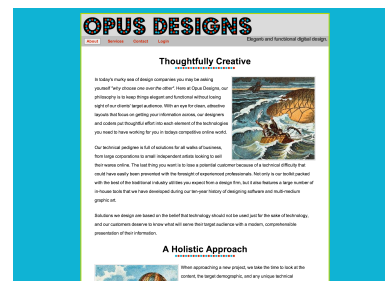 OPUS DESIGNS
Elegant and functional digital design.
About Services Contact Login
Thoughtfully Creative
In today's murky sea of design companies you may be asking
yourself "why choose one over the other". Here at Opus Designs, our
philosophy is to keep things elegant and functional without losing
sight of our clients' target audience. With an eye for clean, attractive
layouts that focus on getting your information across, our designers
and coders put thoughtful effort into each element of the technologies
you need to have working for you in todays competitive online world.
Our technical pedigree is full of solutions for all walks of business,
from large corporations to small independent artists looking to sell
their wares online. The last thing you want is to lose a potential customer because of a technical difficulty that
could have easily been prevented with the foresight of experienced professionals. Not only is our toolkit packed
with the best of the traditional industry utilities you expect from a design firm, but it also features a large number of
in-house tools that we have developed during our ten-year history of designing software and multi-medium
graphic art.
Solutions we design are based on the belief that technology should not be used just for the sake of technology,
and our customers deserve to know what will serve their target audience with a modern, comprehensible
presentation of their information.
A Holistic Approach
When approaching a new project, we take the time to look at the
content, the target demographic, and any unique technical